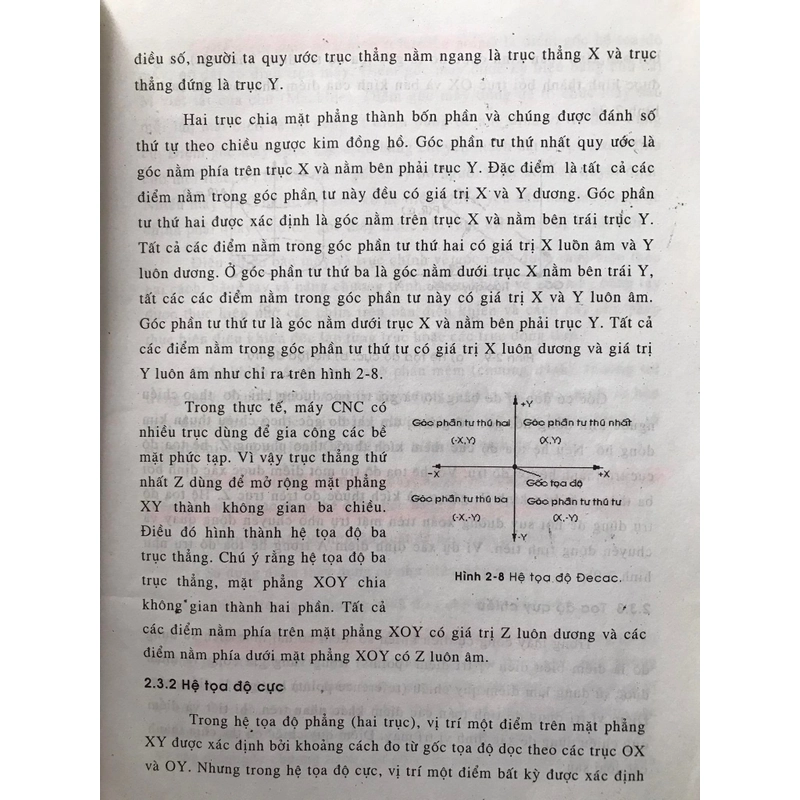 điều số, người ta quy ước trục thẳng nằm ngang là trục thẳng X và trục
thẳng đứng là trục Y.
Hai trục chia mặt phẳng thành bốn phần và chúng được đánh số
thứ tự theo chiều ngược kim đồng hồ. Góc phần tư thứ nhất quy ước là
góc nằm phía trên trục X và nằm bên phải trục Y. Đặc điểm là tất cả các
điểm nằm trong góc phần tư này đều có giá trị X và Y dương. Góc phần
tư thứ hai được xác định là góc nằm trên trục X và nằm bên trái trục Y.
Tất cả các điểm nằm trong góc phần tư thứ hai có giá trị X luôn âm và Y
luôn dương. Ở góc phần tư thứ ba là góc nằm dưới trục X nằm bên trái Y,
tất các các điểm nằm trong góc phần tư này có giá trị X và Y luôn âm.
Góc phần tư thứ tư là góc nằm dưới trục X và nằm bên phải trục Y. Tất cả
các điểm nằm trong góc phần tư thứ tư có giá trị X luôn dương và giá trị
Y luôn âm như chỉ ra trên hình 2-8.
Trong thực tế, máy CNC có
nhiều trục dùng để gia công các bề
mặt phức tạp. Vì vậy trục thẳng thứ
nhất Z dùng để mở rộng mặt phẳng
XY thành không gian ba chiều.
Điều đó hình thành hệ tọa độ ba
trục thẳng. Chú ý rằng hệ tọa độ ba
trục thẳng, mặt phẳng XOY chia
không gian thành hai phần. Tất cả
các điểm nằm phía trên mặt phẳng XOY có giá trị Z luôn dương và các
điểm nằm phía dưới mặt phẳng XOY có Z luôn âm.
+Y
Góc phần tư thứ hai
Góc phần tư thứ nhất
(-X,Y)
(X,Y)
-X
+X
Gốc tọa độ
Góc phần tư thứ ba
Góc phần tư thứ tư
(-X,-Y)
(X,-Y)
-Y
Hình 2-8 Hệ tọa độ Đecac.
2.3.2 Hệ tọa độ cực
Trong hệ tọa độ phẳng (hai trục), vị trí một điểm trên mặt phẳng
XY được xác định bởi khoảng cách đo từ gốc tọa độ dọc theo các trục OX
và OY. Nhưng trong hệ tọa độ cực, vị trí một điểm bất kỳ được xác định